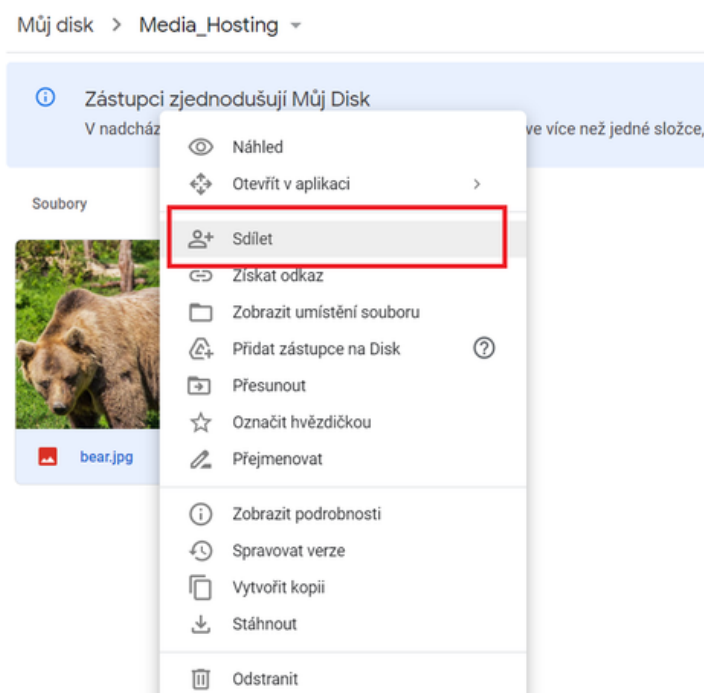 Můj disk > Media_Hosting
Zástupci zjednodušují Můj Disk
V nadcház
ve více než jedné složce,
Náhled
Otevřít v aplikaci
Soubory
Sdílet
Získat odkaz
Zobrazit umístění souboru
Přidat zástupce na Disk
Přesunout
Označit hvězdičkou
bear.jpg
Přejmenovat
Zobrazit podrobnosti
Spravovat verze
Vytvořit kopii
Stáhnout
Odstranit